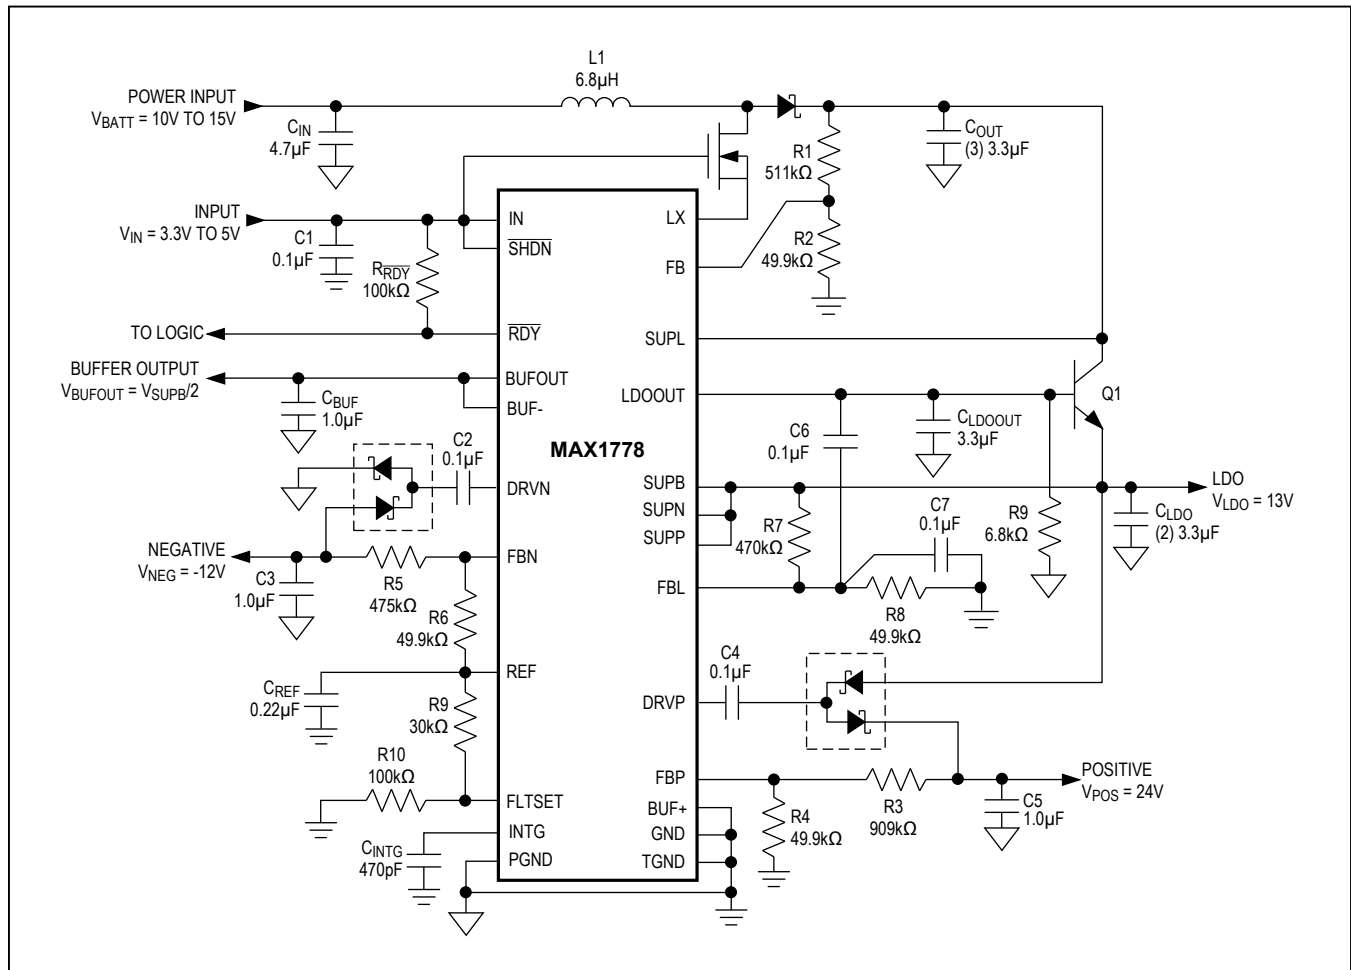 L1
6.8µH
POWER INPUT
VBATT = 10V TO 15V
CIN
4.7µF
R1
511kΩ
COUT
(3) 3.3µF
INPUT
VIN = 3.3V TO 5V
C1
0.1µF
RRDY
100kΩ
IN
SHDN
LX
FB
R2
49.9kΩ
TO LOGIC
RDY
SUPL
BUFFER OUTPUT
VBUFOUT = VSUPB/2
BUFOUT
BUF-
CBUF
1.0µF
LDOOUT
Q1
C6
0.1µF
CLDOOUT
3.3µF
MAX1778
C2
0.1µF
DRVN
SUPB
SUPN
SUPP
R7
470kΩ
C7
0.1µF
R9
6.8kΩ
LDO
VLDO = 13V
CLDO
(2) 3.3µF
NEGATIVE
VNEG = -12V
C3
1.0µF
R5
475kΩ
FBN
FBL
R8
49.9kΩ
R6
49.9kΩ
REF
CREF
0.22µF
R9
30kΩ
C4
0.1µF
DRVP
R10
100kΩ
FLTSET
FBP
R3
909kΩ
POSITIVE
VPOS = 24V
C5
1.0µF
R4
49.9kΩ
BUF+
GND
TGND
INTG
CINTG
470pF
PGND